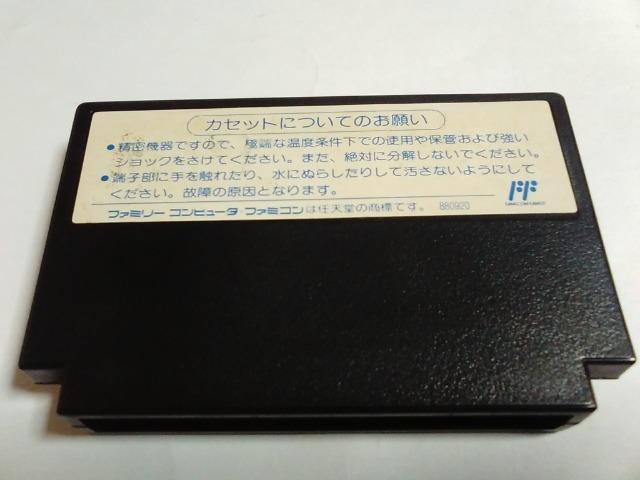 カセットについてのお願い
●精密機器ですので、極端な温度条件下での使用や保管および強い
ショックをさけてください。また、絶対に分解しないでください。
●端子部に手を触れたり、水にぬらしたりして汚さないようにして
ください。故障の原因となります。
ファミリーコンピュータ・ファミコンは任天堂の商標です。 880920